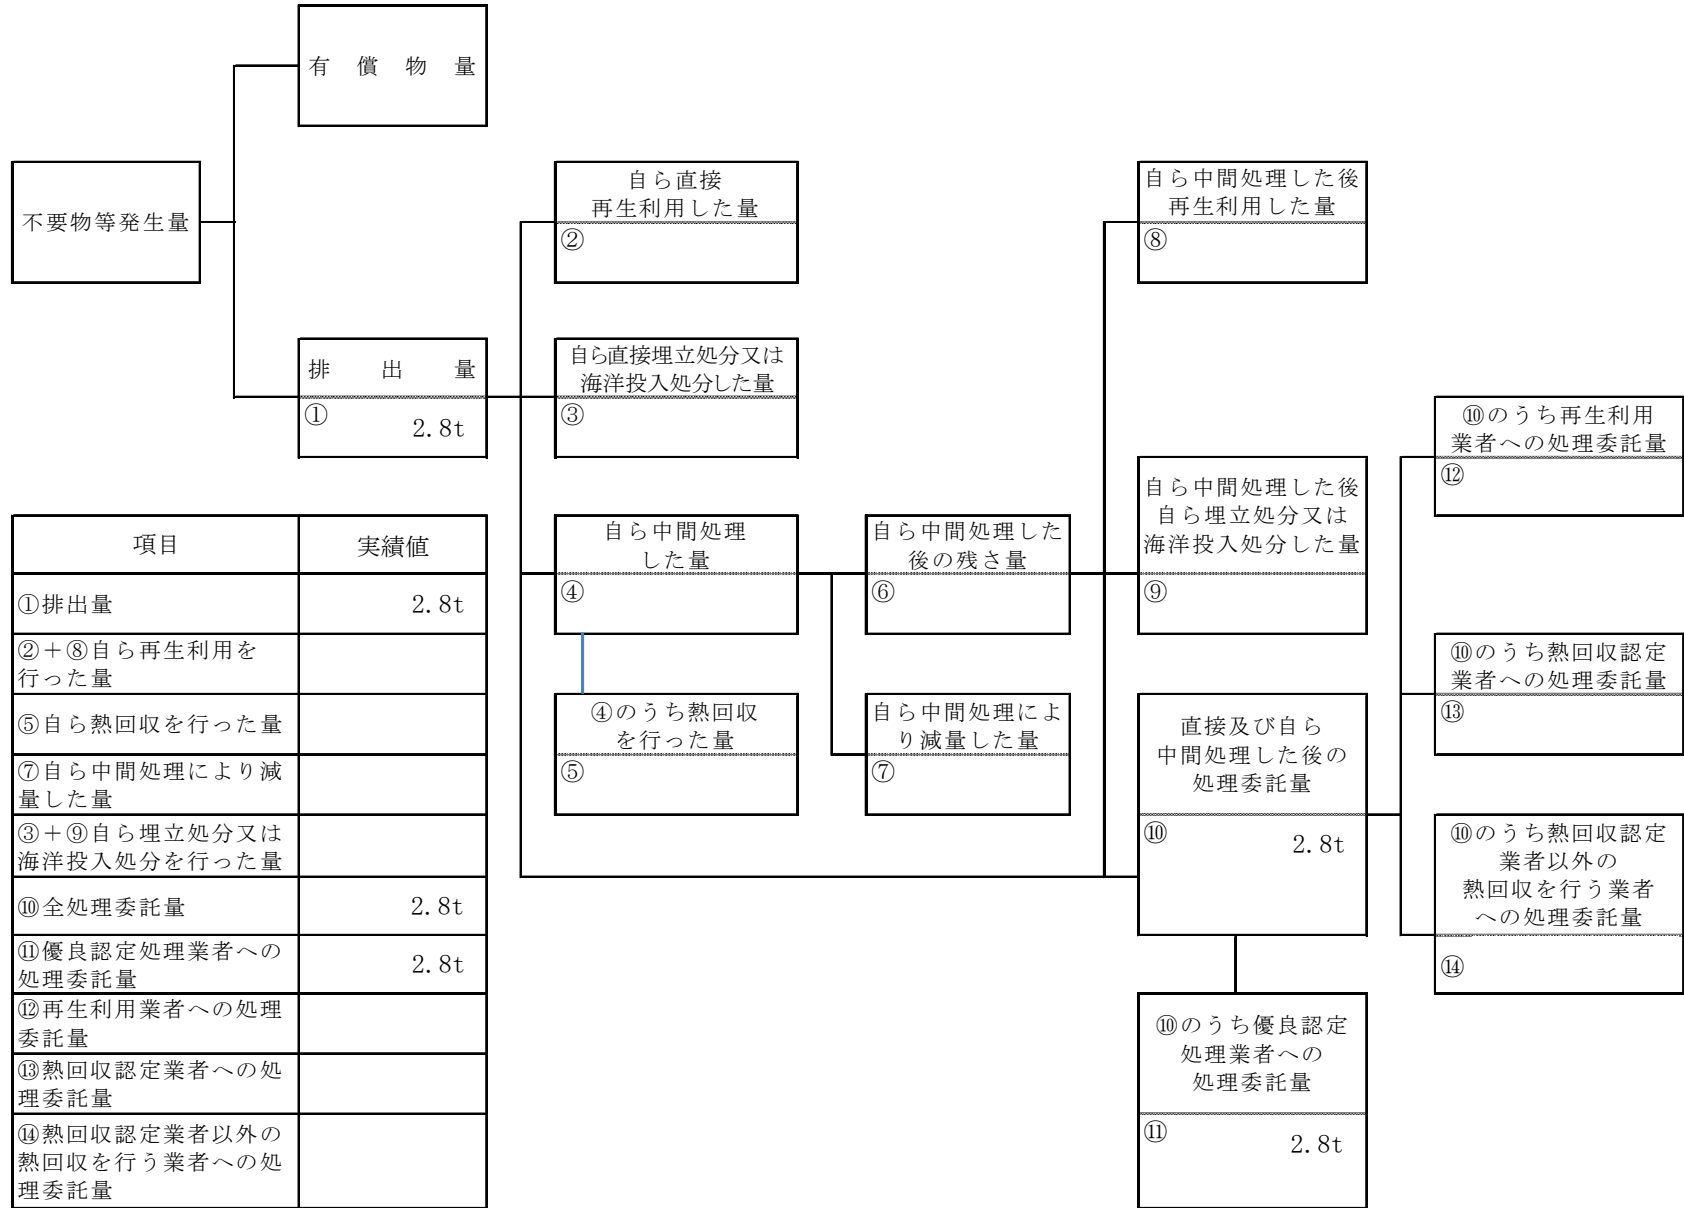 有償物量
不要物等発生量
排出量
①
2.8t
自ら直接
再生利用した量
②
自ら直接埋立処分又は
海洋投入処分した量
③
自ら中間処理
した量
④
④のうち熱回収
を行った量
⑤
自ら中間処理した
後の残さ量
⑥
自ら中間処理によ
り減量した量
⑦
自ら中間処理した後
再生利用した量
⑧
自ら中間処理した後
自ら埋立処分又は
海洋投入処分した量
⑨
直接及び自ら
中間処理した後の
処理委託量
⑩
2.8t
⑩のうち優良認定
処理業者への
処理委託量
⑪
2.8t
⑩のうち再生利用
業者への処理委託量
⑫
⑩のうち熱回収認定
業者への処理委託量
⑬
⑩のうち熱回収認定
業者以外の
熱回収を行う業者
への処理委託量
⑭
項目 実績値
①排出量 2.8t
②＋⑧自ら再生利用を
行った量
⑤自ら熱回収を行った量
⑦自ら中間処理により減
量した量
③＋⑨自ら埋立処分又は
海洋投入処分を行った量
⑩全処理委託量 2.8t
⑪優良認定処理業者への
処理委託量 2.8t
⑫再生利用業者への処理
委託量
⑬熱回収認定業者への処
理委託量
⑭熱回収認定業者以外の
熱回収を行う業者への処
理委託量